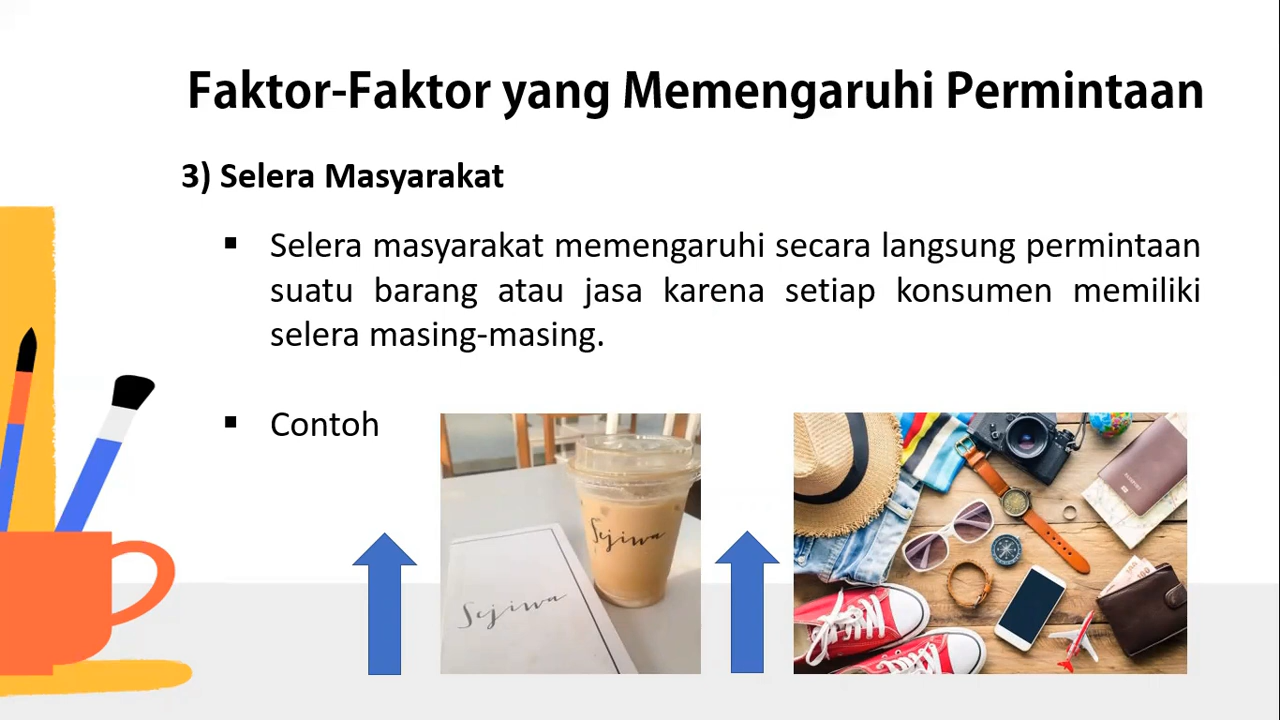 Faktor-Faktor yang Memengaruhi Permintaan
3) Selera Masyarakat
▪ Selera masyarakat memengaruhi secara langsung permintaan
suatu barang atau jasa karena setiap konsumen memiliki
selera masing-masing.
▪ Contoh
Sejiwa
Sejiwa